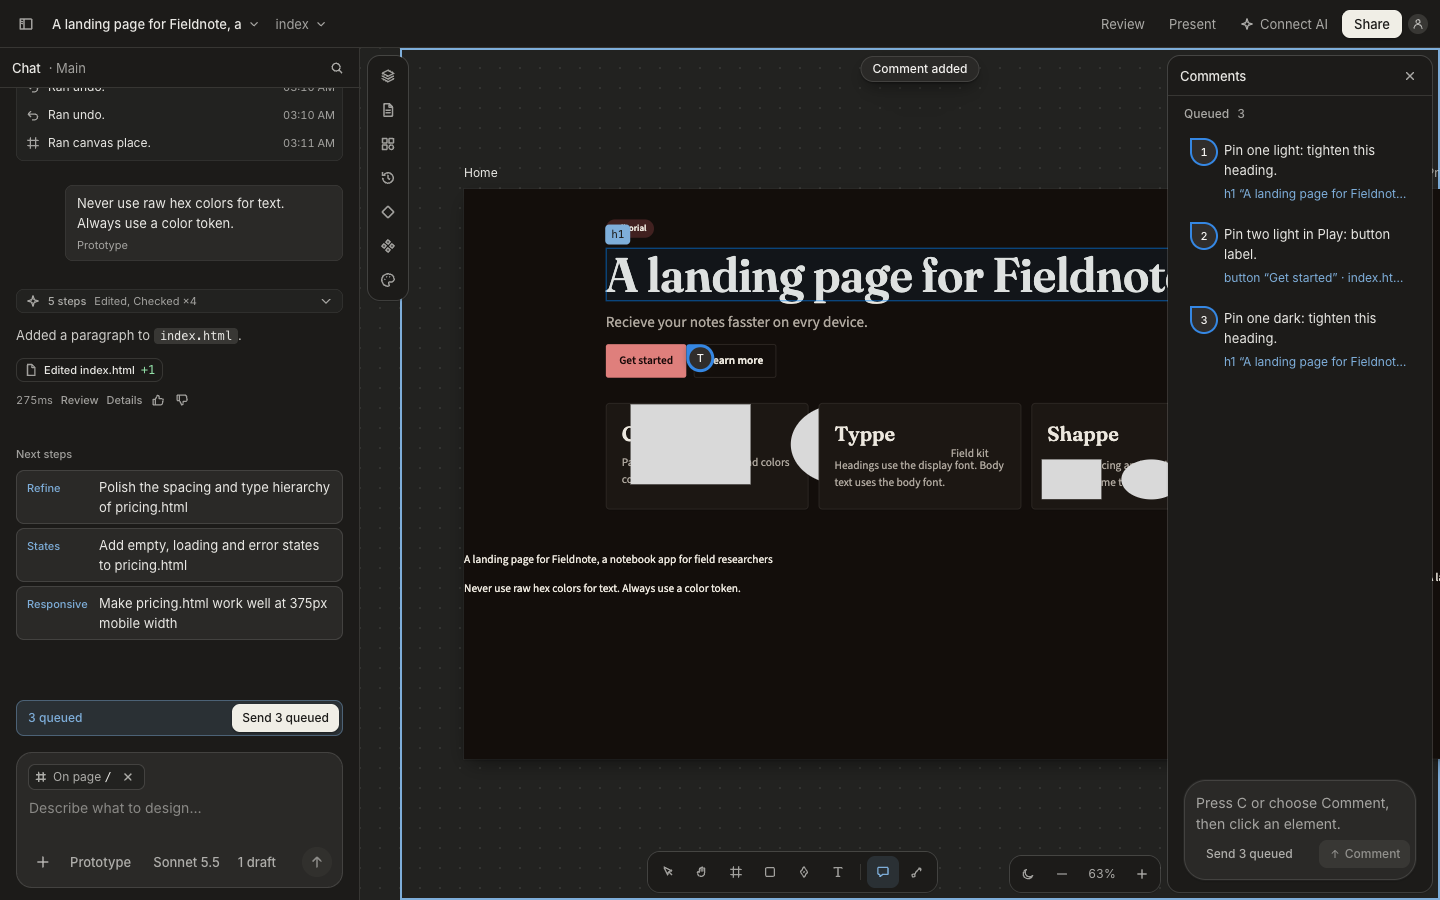 A landing page for Fieldnote, a
index
Review
Present
Connect AI
Share
Chat · Main
Ran undo. 03:10 AM
Ran undo. 03:10 AM
Ran canvas place. 03:11 AM
Never use raw hex colors for text.
Always use a color token.
Prototype
5 steps Edited, Checked ×4
Added a paragraph to index.html.
Edited index.html +1
275ms Review Details
Next steps
Refine Polish the spacing and type hierarchy
of pricing.html
States Add empty, loading and error states
to pricing.html
Responsive Make pricing.html work well at 375px
mobile width
3 queued
Send 3 queued
On page /
Describe what to design...
Prototype Sonnet 5.5 1 draft
Comment added
Home
orial
h1
A landing page for Fieldnote
Recieve your notes fasster on evry device.
Get started
T
earn more
d colors
Typpe
Field kit
Headings use the display font. Body
text uses the body font.
Shappe
A landing page for Fieldnote, a notebook app for field researchers
Never use raw hex colors for text. Always use a color token.
T
63%
Comments
Queued 3
1 Pin one light: tighten this
heading.
h1 “A landing page for Fieldnot...
2 Pin two light in Play: button
label.
button “Get started” · index.ht...
3 Pin one dark: tighten this
heading.
h1 “A landing page for Fieldnot...
Press C or choose Comment,
then click an element.
Send 3 queued
Comment